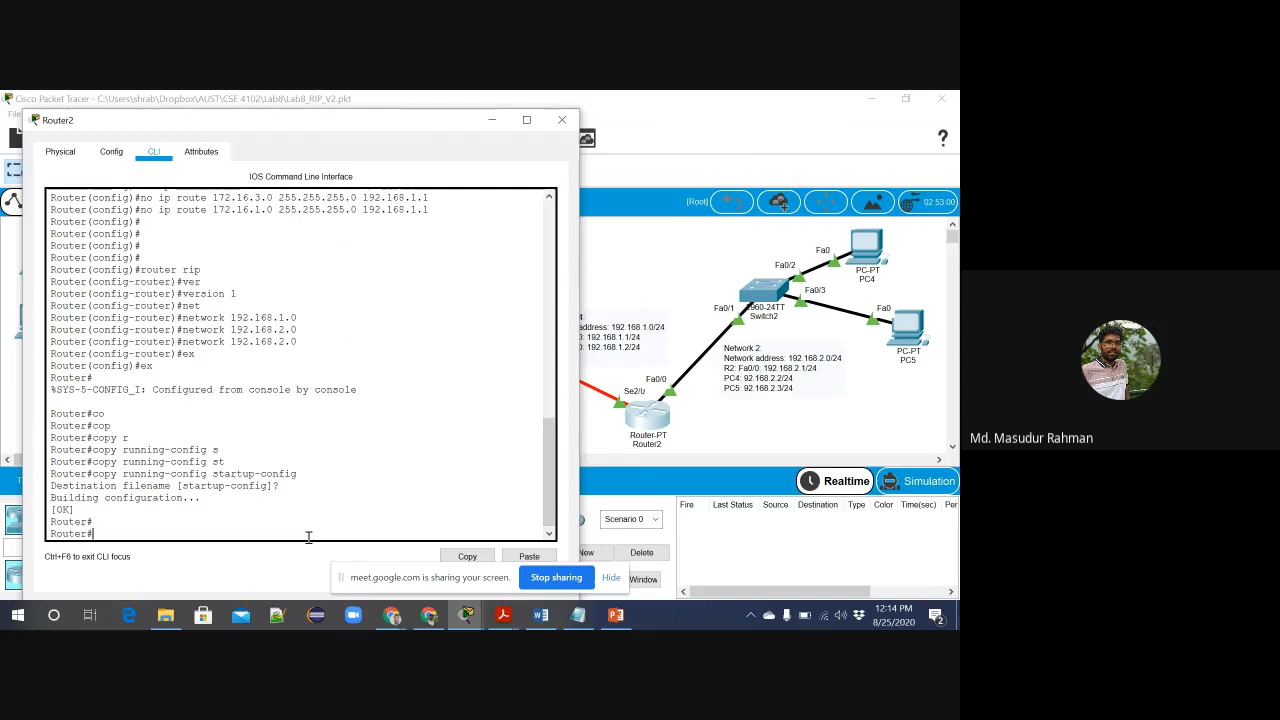 Cisco Packet Tracer - C:\Users\shrab\Dropbox\AUST\CSE 4102\Lab8\Lab8_RIP_V2.pkt
Router2
Physical Config CLI Attributes
IOS Command Line Interface
Router(config)#no ip route 172.16.3.0 255.255.255.0 192.168.1.1
Router(config)#no ip route 172.16.1.0 255.255.255.0 192.168.1.1
Router(config)#
Router(config)#
Router(config)#
Router(config)#
Router(config)#router rip
Router(config-router)#ver
Router(config-router)#version 1
Router(config-router)#net
Router(config-router)#network 192.168.1.0
Router(config-router)#network 192.168.2.0
Router(config-router)#network 192.168.2.0
Router(config-router)#ex
Router(config)#ex
Router#
%SYS-5-CONFIG_I: Configured from console by console
Router#co
Router#cop
Router#copy r
Router#copy running-config s
Router#copy running-config st
Router#copy running-config startup-config
Destination filename [startup-config]?
Building configuration...
[OK]
Router#
Router#
Ctrl+F6 to exit CLI focus
Copy Paste
[Root]
02:53:00
Fa0
PC-PT
PC4
Fa0/2
Fa0/3
Fa0
2960-24TT
Switch2
PC-PT
PC5
Fa0/1
address: 192.168.1.0/24
: 192.168.1.1/24
: 192.168.1.2/24
Network 2:
Network address: 192.168.2.0/24
R2: Fa0/0: 192.168.2.1/24
PC4: 92.168.2.2/24
PC5: 92.168.2.3/24
Fa0/0
Se2/0
Router-PT
Router2
Realtime Simulation
Scenario 0
Fire Last Status Source Destination Type Color Time(sec) Per
New Delete
Window
meet.google.com is sharing your screen. Stop sharing Hide
12:14 PM
8/25/2020
2
Md. Masudur Rahman